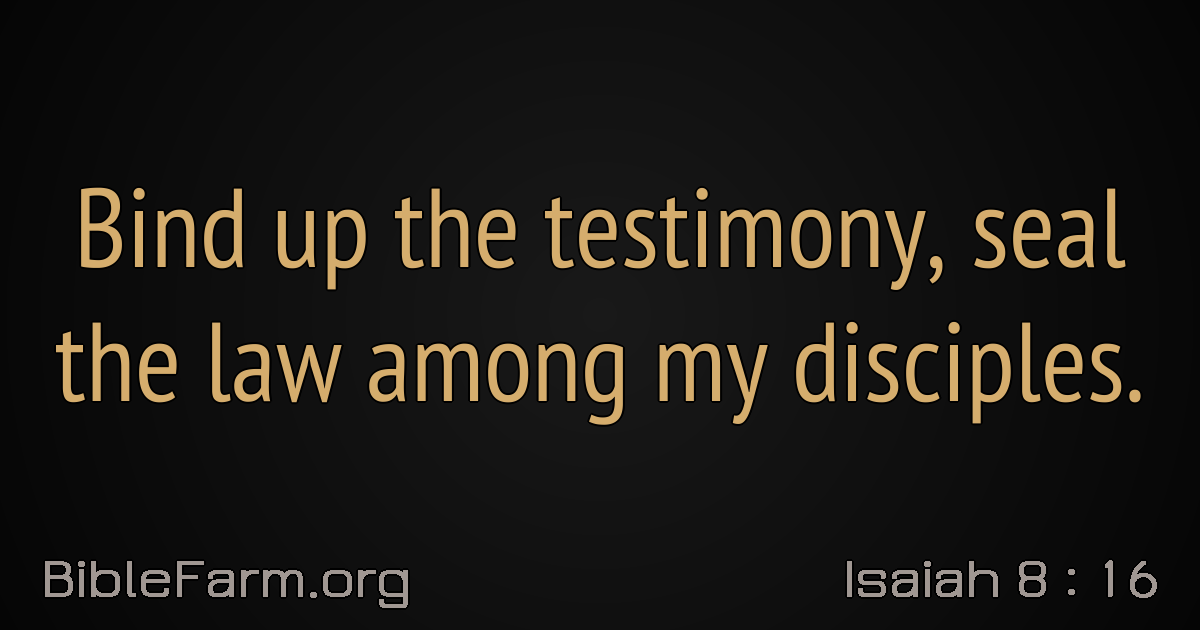 Bind up the testimony, seal
the law among my disciples.
BibleFarm.org
Isaiah 8 : 16